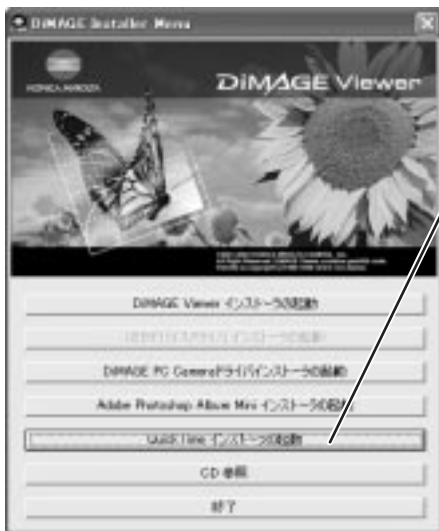 DiMAGE Installer Menu
KONICA MINOLTA
DiMAGE Viewer
DiMAGE Viewer インストーラの起動
DiMAGE PC Cameraドライバインストーラの起動
Adobe Photoshop Album Mini インストーラの起動
QuickTime インストーラの起動
CD 参照
終了